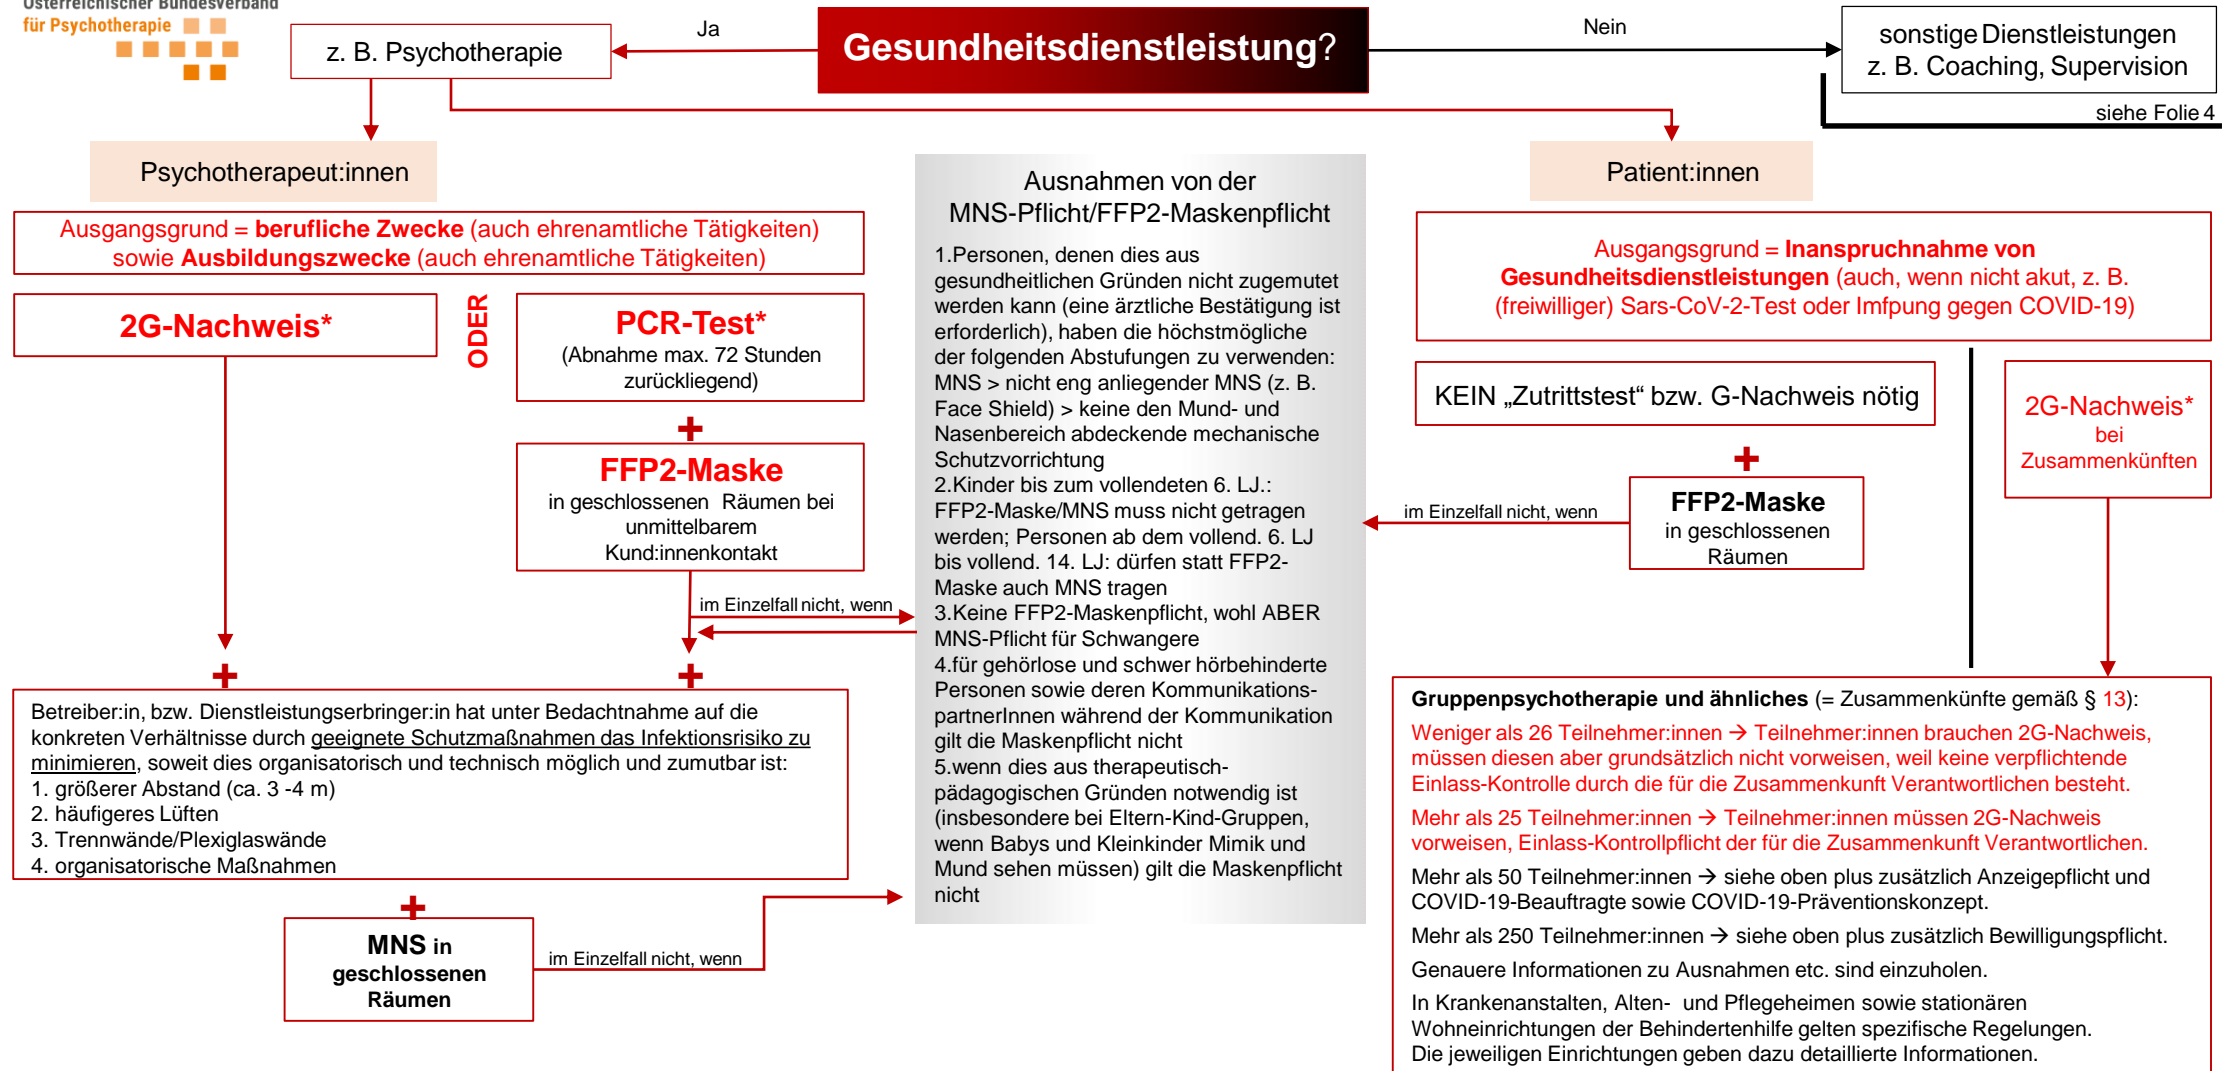 Österreichischer Bundesverband
für Psychotherapie
z. B. Psychotherapie
Ja
Gesundheitsdienstleistung?
Nein
sonstige Dienstleistungen
z. B. Coaching, Supervision
siehe Folie 4
Psychotherapeut:innen
Ausgangsgrund = berufliche Zwecke (auch ehrenamtliche Tätigkeiten)
sowie Ausbildungszwecke (auch ehrenamtliche Tätigkeiten)
2G-Nachweis*
ODER
PCR-Test*
(Abnahme max. 72 Stunden
zurückliegend)
+
FFP2-Maske
in geschlossenen Räumen bei
unmittelbarem
Kund:innenkontakt
im Einzelfall nicht, wenn
+
+
Betreiber:in, bzw. Dienstleistungserbringer:in hat unter Bedachtnahme auf die
konkreten Verhältnisse durch geeignete Schutzmaßnahmen das Infektionsrisiko zu
minimieren, soweit dies organisatorisch und technisch möglich und zumutbar ist:
1. größerer Abstand (ca. 3 -4 m)
2. häufigeres Lüften
3. Trennwände/Plexiglaswände
4. organisatorische Maßnahmen
+
MNS in
geschlossenen
Räumen
im Einzelfall nicht, wenn
Ausnahmen von der
MNS-Pflicht/FFP2-Maskenpflicht
1.Personen, denen dies aus
gesundheitlichen Gründen nicht zugemutet
werden kann (eine ärztliche Bestätigung ist
erforderlich), haben die höchstmögliche
der folgenden Abstufungen zu verwenden:
MNS > nicht eng anliegender MNS (z. B.
Face Shield) > keine den Mund- und
Nasenbereich abdeckende mechanische
Schutzvorrichtung
2.Kinder bis zum vollendeten 6. LJ.:
FFP2-Maske/MNS muss nicht getragen
werden; Personen ab dem vollend. 6. LJ
bis vollend. 14. LJ: dürfen statt FFP2-
Maske auch MNS tragen
3.Keine FFP2-Maskenpflicht, wohl ABER
MNS-Pflicht für Schwangere
4.für gehörlose und schwer hörbehinderte
Personen sowie deren Kommunikations-
partnerInnen während der Kommunikation
gilt die Maskenpflicht nicht
5.wenn dies aus therapeutisch-
pädagogischen Gründen notwendig ist
(insbesondere bei Eltern-Kind-Gruppen,
wenn Babys und Kleinkinder Mimik und
Mund sehen müssen) gilt die Maskenpflicht
nicht
Patient:innen
Ausgangsgrund = Inanspruchnahme von
Gesundheitsdienstleistungen (auch, wenn nicht akut, z. B.
(freiwilliger) Sars-CoV-2-Test oder Imfpung gegen COVID-19)
KEIN „Zutrittstest“ bzw. G-Nachweis nötig
+
FFP2-Maske
in geschlossenen
Räumen
im Einzelfall nicht, wenn
2G-Nachweis*
bei
Zusammenkünften
Gruppenpsychotherapie und ähnliches (= Zusammenkünfte gemäß § 13):
Weniger als 26 Teilnehmer:innen → Teilnehmer:innen brauchen 2G-Nachweis,
müssen diesen aber grundsätzlich nicht vorweisen, weil keine verpflichtende
Einlass-Kontrolle durch die für die Zusammenkunft Verantwortlichen besteht.
Mehr als 25 Teilnehmer:innen → Teilnehmer:innen müssen 2G-Nachweis
vorweisen, Einlass-Kontrollpflicht der für die Zusammenkunft Verantwortlichen.
Mehr als 50 Teilnehmer:innen → siehe oben plus zusätzlich Anzeigepflicht und
COVID-19-Beauftragte sowie COVID-19-Präventionskonzept.
Mehr als 250 Teilnehmer:innen → siehe oben plus zusätzlich Bewilligungspflicht.
Genauere Informationen zu Ausnahmen etc. sind einzuholen.
In Krankenanstalten, Alten- und Pflegeheimen sowie stationären
Wohneinrichtungen der Behindertenhilfe gelten spezifische Regelungen.
Die jeweiligen Einrichtungen geben dazu detaillierte Informationen.